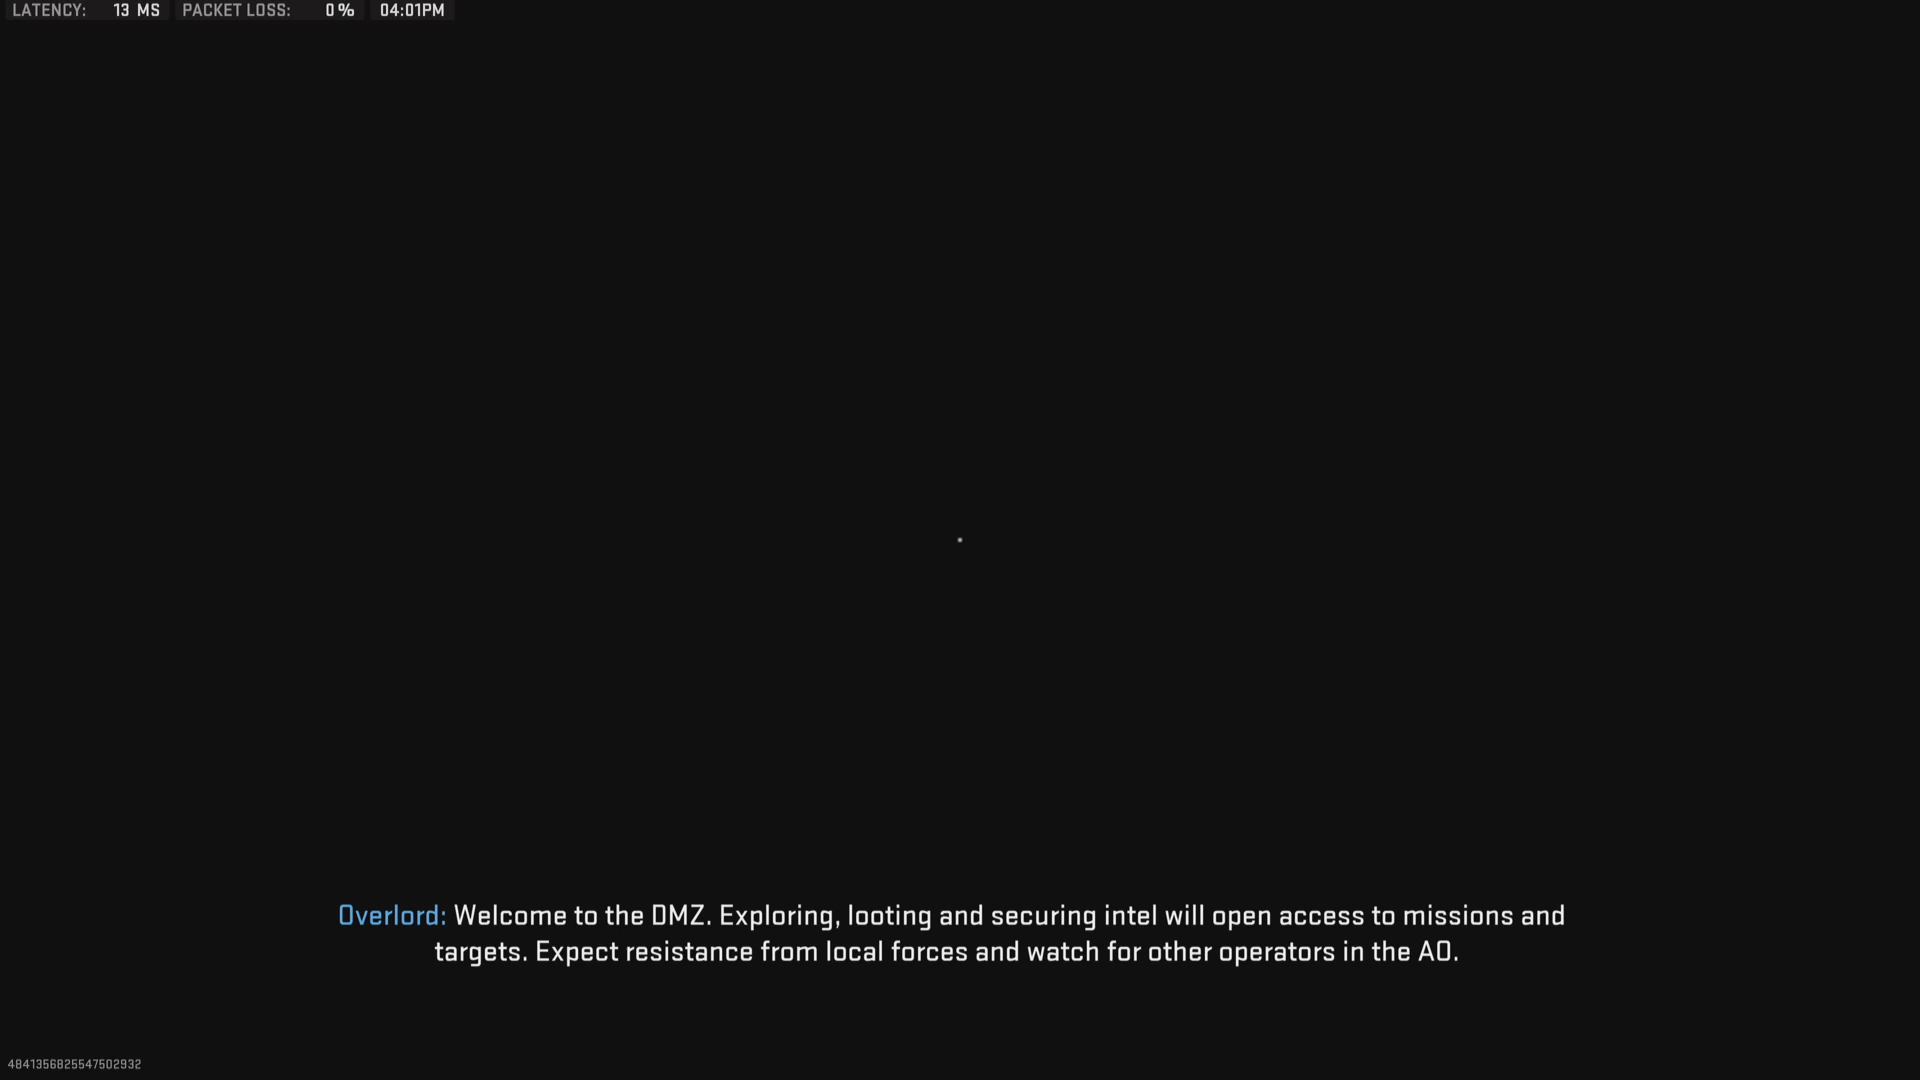 LATENCY: 13 MS PACKET LOSS: 0 % 04:01PM
Overlord: Welcome to the DMZ. Exploring, looting and securing intel will open access to missions and
targets. Expect resistance from local forces and watch for other operators in the AO.
4841356825547502932